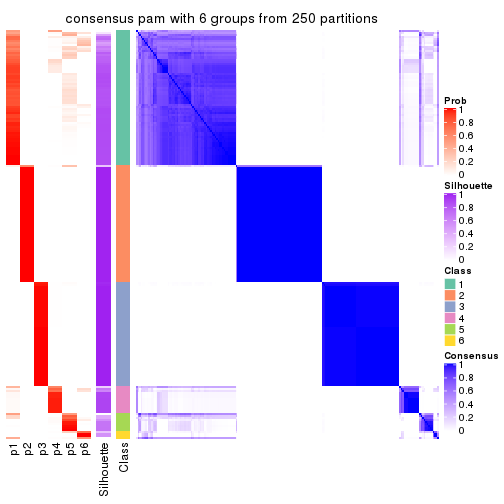 consensus pam with 6 groups from 250 partitions
Prob
1
0.8
0.6
0.4
0.2
0
Silhouette
1
0.8
0.6
0.4
0.2
0
Class
1
2
3
4
5
6
Consensus
1
0.8
0.6
0.4
0.2
0
p1
p2
p3
p4
p5
p6
Silhouette
Class